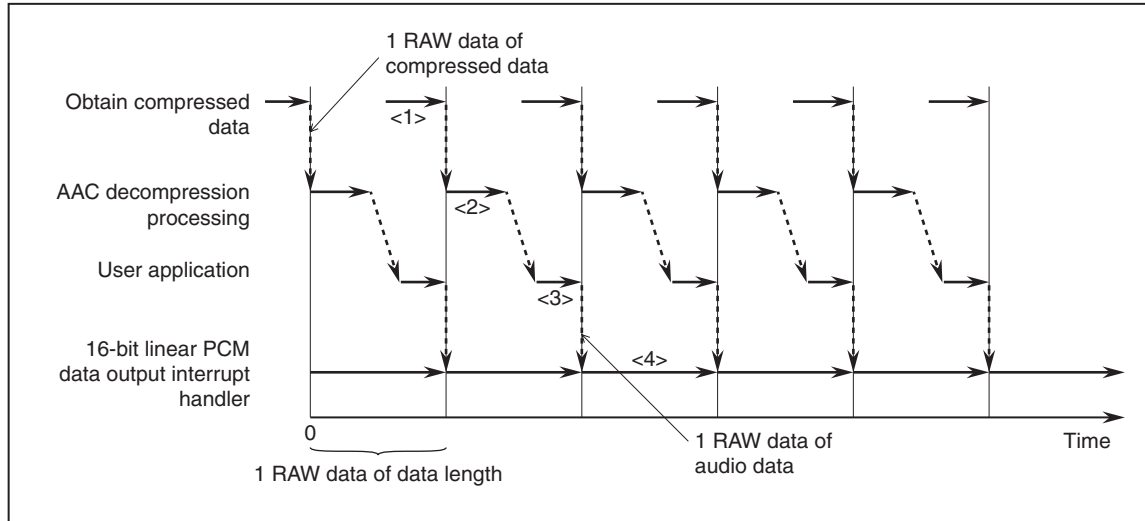 1 RAW data of
compressed data
Obtain compressed
data
<1>
AAC decompression
processing
<2>
User application
<3>
16-bit linear PCM
data output interrupt
handler
<4>
0
Time
1 RAW data of data length
1 RAW data of
audio data